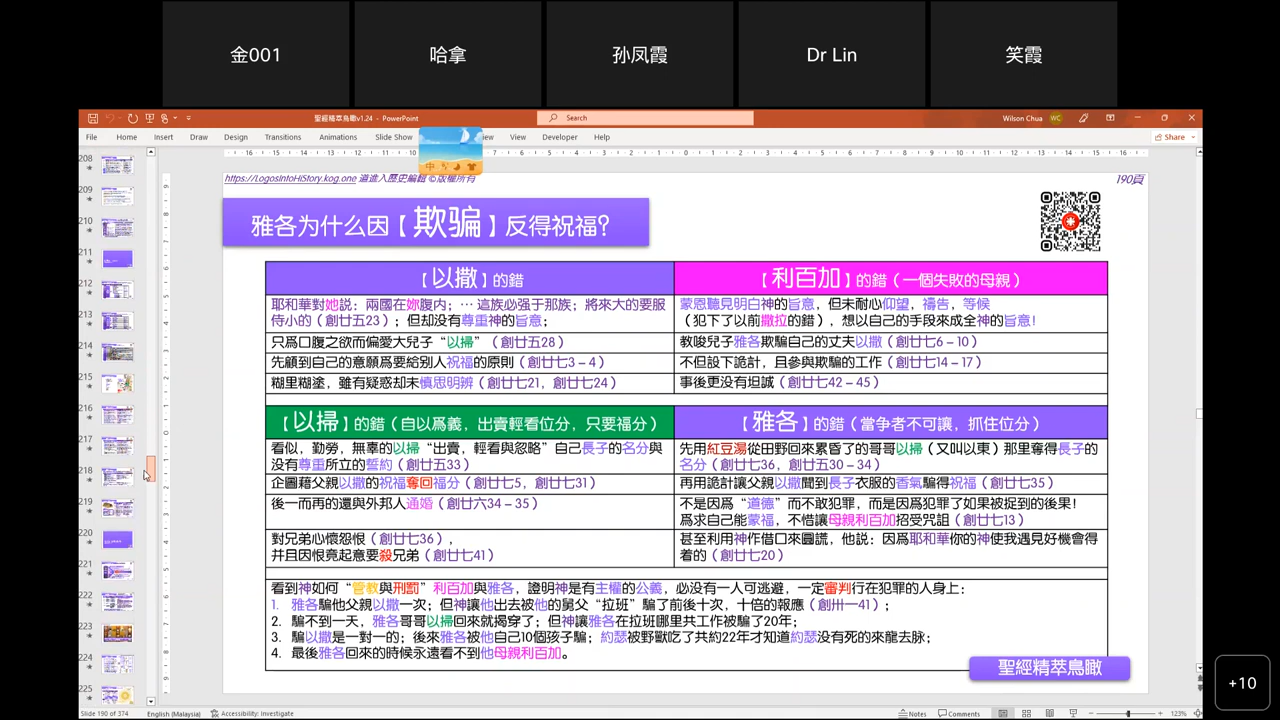 金001
哈拿
孙凤霞
Dr Lin
笑霞
聖經精萃鳥瞰v1.24 - PowerPoint
Search
Wilson Chua
WC
File
Home
Insert
Draw
Design
Transitions
Animations
Slide Show
View
Developer
Help
Share
https://LogosIntoHiStory.kog.one 道進入歷史編輯 ©版權所有
190頁
雅各为什么因【欺骗】反得祝福?
【以撒】的錯
【利百加】的錯（一個失敗的母親）
耶和華對她説：兩國在妳腹内；… 這族必强于那族；將來大的要服
侍小的（創廿五23）；但却没有尊重神的旨意；
蒙恩聽見明白神的旨意，但未耐心仰望，禱告，等候
（犯下了以前撒拉的錯），想以自己的手段來成全神的旨意！
只爲口腹之欲而偏愛大兒子“以掃”（創廿五28）
教唆兒子雅各欺騙自己的丈夫以撒（創廿七6-10）
先顧到自己的意願爲要給别人祝福的原則（創廿七3-4）
不但設下詭計，且參與欺騙的工作（創廿七14-17）
糊里糊塗，雖有疑惑却未慎思明辨（創廿七21，創廿七24）
事後更没有坦誠（創廿七42-45）
【以掃】的錯（自以爲義，出賣輕看位分，只要福分）
【雅各】的錯（當争者不可讓，抓住位分）
看似，勤勞，無辜的以掃“出賣，輕看與忽略”自己長子的名分與
没有尊重所立的誓約（創廿五33）
先用紅豆湯從田野回來累昏了的哥哥以掃（又叫以東）那里奪得長子的
名分（創廿七36，創廿五30-34）
企圖藉父親以撒的祝福奪回福分（創廿七5，創廿七31）
再用詭計讓父親以撒聞到長子衣服的香氣騙得祝福（創廿七35）
後一而再的還與外邦人通婚（創廿六34-35）
不是因爲“道德”而不敢犯罪，而是因爲犯罪了如果被捉到的後果！
爲求自己能蒙福，不惜讓母親利百加招受咒詛（創廿七13）
對兄弟心懷怨恨（創廿七36），
并且因恨竟起意要殺兄弟（創廿七41）
甚至利用神作借口來圓謊，他説：因爲耶和華你的神使我遇見好機會得
着的（創廿七20）
看到神如何“管教與刑罰”利百加與雅各，證明神是有主權的公義，必没有一人可逃避，一定審判行在犯罪的人身上：
1. 雅各騙他父親以撒一次；但神讓他出去被他的舅父“拉班”騙了前後十次，十倍的報應（創卅一41）；
2. 騙不到一天，雅各哥哥以掃回來就揭穿了；但神讓雅各在拉班哪里共工作被騙了20年；
3. 騙以撒是一對一的；後來雅各被他自己10個孩子騙；約瑟被野獸吃了共約22年才知道約瑟没有死的來龍去脉；
4. 最後雅各回來的時候永遠看不到他母親利百加。
聖經精萃鳥瞰
208
209
210
211
212
213
214
215
216
217
218
219
220
221
222
223
224
225
+10
Slide 190 of 374
English (Malaysia)
Accessibility: Investigate
Notes
Comments
123%